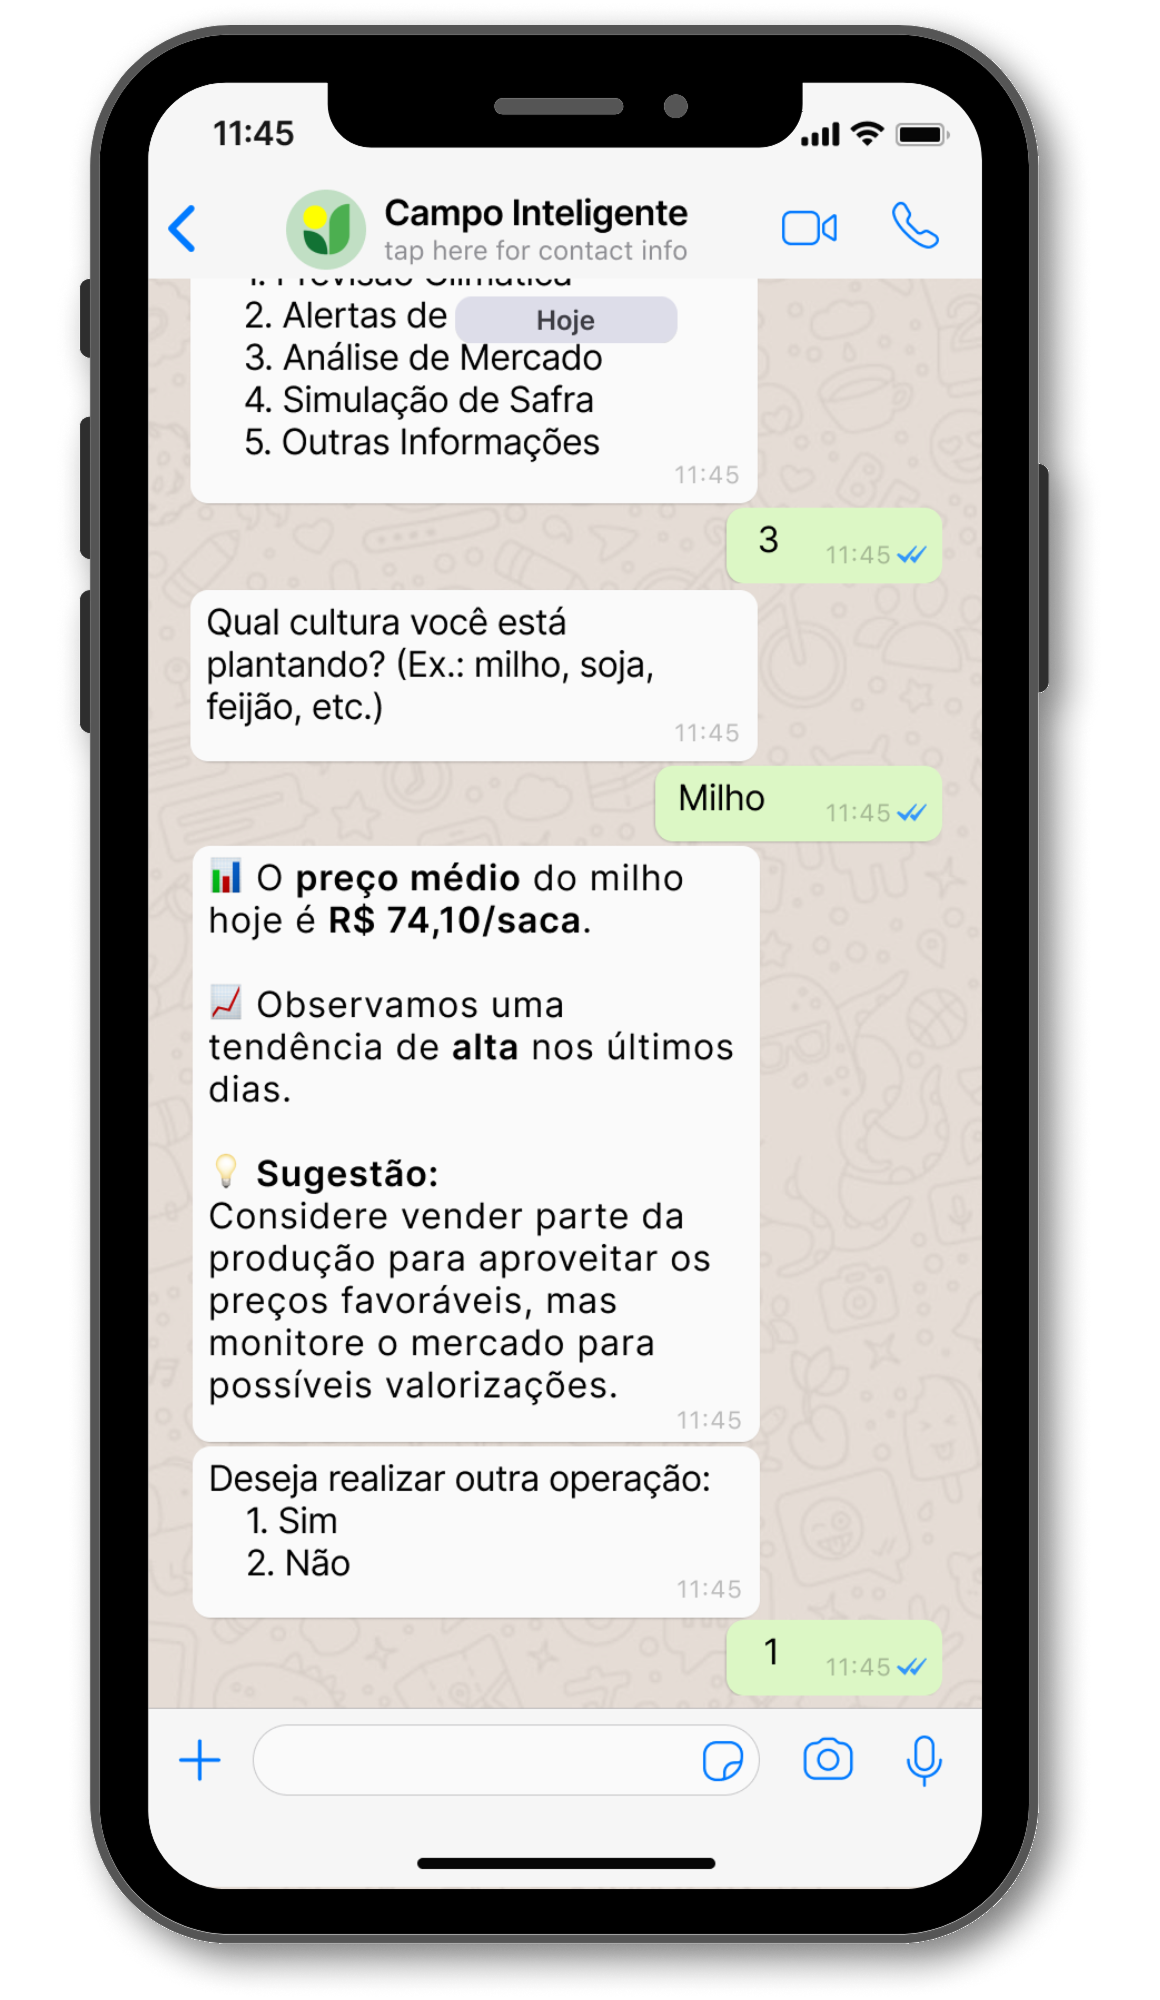 11:45
Campo Inteligente
tap here for contact info
1. Previsão Climática
2. Alertas de
Hoje
3. Análise de Mercado
4. Simulação de Safra
5. Outras Informações
11:45
3
11:45
Qual cultura você está
plantando? (Ex.: milho, soja,
feijão, etc.)
11:45
Milho
11:45
📊 O preço médio do milho
hoje é R$ 74,10/saca.
📈 Observamos uma
tendência de alta nos últimos
dias.
💡 Sugestão:
Considere vender parte da
produção para aproveitar os
preços favoráveis, mas
monitore o mercado para
possíveis valorizações.
11:45
Deseja realizar outra operação:
1. Sim
2. Não
11:45
1
11:45